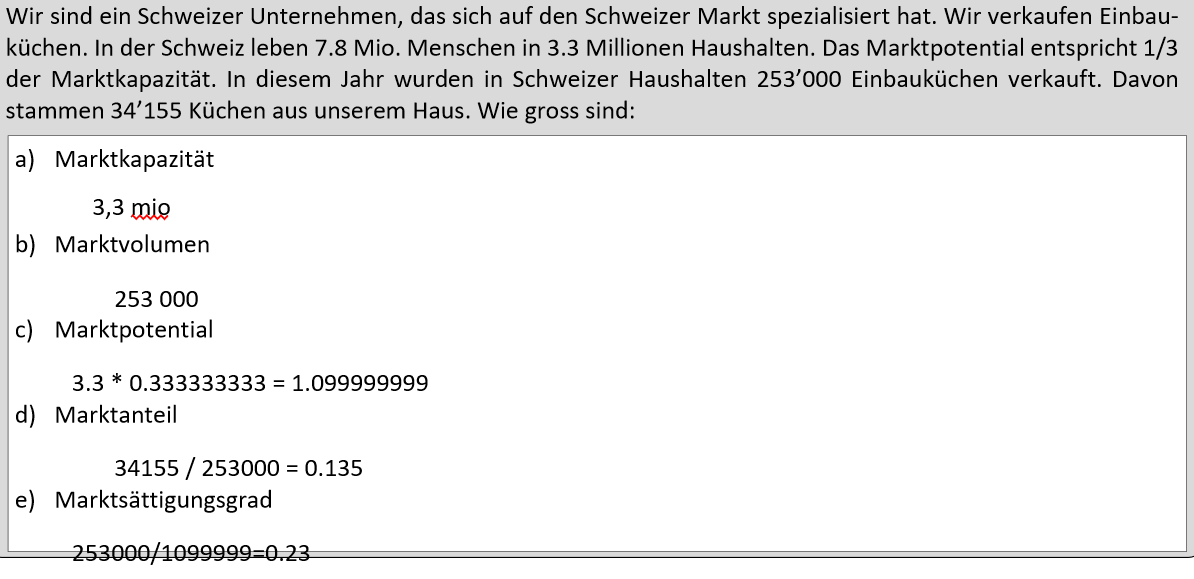 Wir sind ein Schweizer Unternehmen, das sich auf den Schweizer Markt spezialisiert hat. Wir verkaufen Einbau-
küchen. In der Schweiz leben 7.8 Mio. Menschen in 3.3 Millionen Haushalten. Das Marktpotential entspricht 1/3
der Marktkapazität. In diesem Jahr wurden in Schweizer Haushalten 253’000 Einbauküchen verkauft. Davon
stammen 34’155 Küchen aus unserem Haus. Wie gross sind:
a) Marktkapazität
3,3 mio
b) Marktvolumen
253 000
c) Marktpotential
3.3 * 0.333333333 = 1.099999999
d) Marktanteil
34155 / 253000 = 0.135
e) Marktsättigungsgrad
253000/1099999=0.23